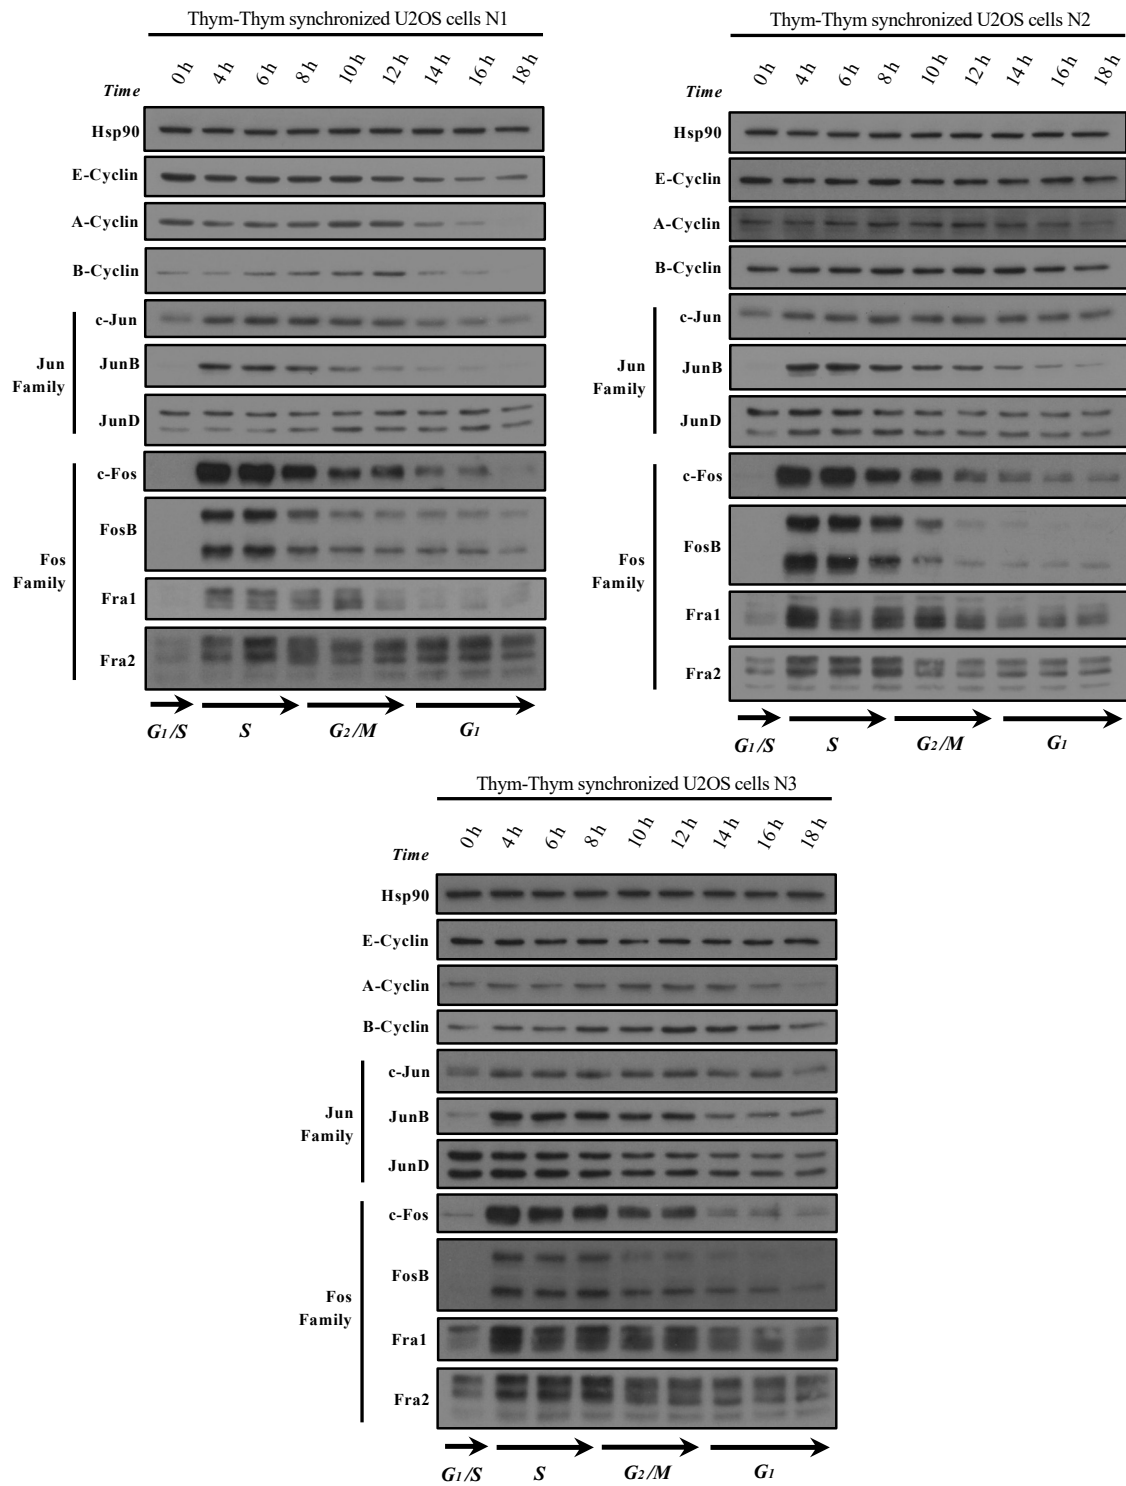 Thym-Thym synchronized U2OS cells N1
Time 0 h 4 h 6 h 8 h 10 h 12 h 14 h 16 h 18 h
Hsp90
E-Cyclin
A-Cyclin
B-Cyclin
c-Jun
Jun Family
JunB
JunD
c-Fos
FosB
Fos Family
Fra1
Fra2
G1/S S G2/M G1
Thym-Thym synchronized U2OS cells N2
Time 0 h 4 h 6 h 8 h 10 h 12 h 14 h 16 h 18 h
Hsp90
E-Cyclin
A-Cyclin
B-Cyclin
c-Jun
Jun Family
JunB
JunD
c-Fos
FosB
Fos Family
Fra1
Fra2
G1/S S G2/M G1
Thym-Thym synchronized U2OS cells N3
Time 0 h 4 h 6 h 8 h 10 h 12 h 14 h 16 h 18 h
Hsp90
E-Cyclin
A-Cyclin
B-Cyclin
c-Jun
Jun Family
JunB
JunD
c-Fos
FosB
Fos Family
Fra1
Fra2
G1/S S G2/M G1